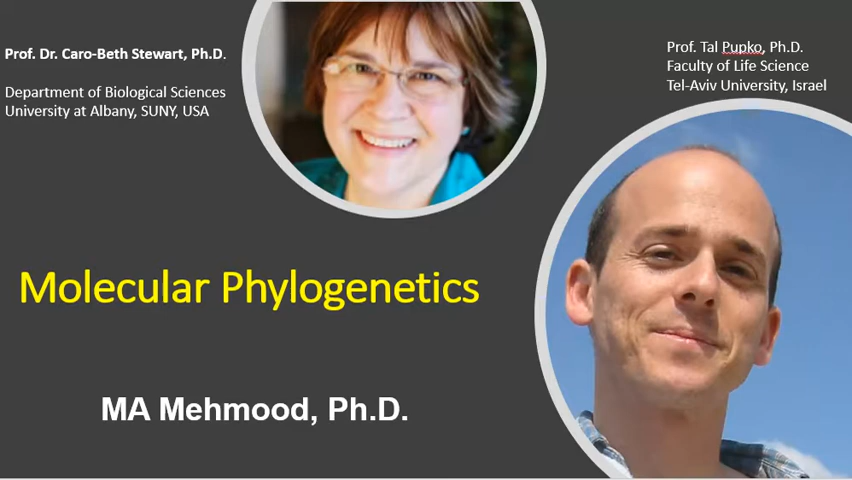 Prof. Dr. Caro-Beth Stewart, Ph.D.
Department of Biological Sciences
University at Albany, SUNY, USA
Prof. Tal Pupko, Ph.D.
Faculty of Life Science
Tel-Aviv University, Israel
Molecular Phylogenetics
MA Mehmood, Ph.D.